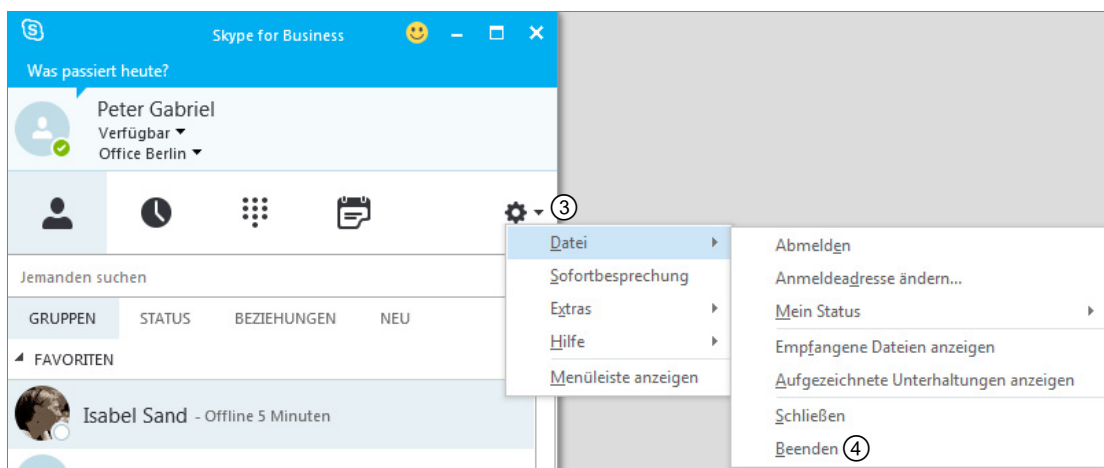 Skype for Business
Was passiert heute?
Peter Gabriel
Verfügbar
Office Berlin
③
Datei
Sofortbesprechung
Extras
Hilfe
Menüleiste anzeigen
Abmelden
Anmeldeadresse ändern...
Mein Status
Empfangene Dateien anzeigen
Aufgezeichnete Unterhaltungen anzeigen
Schließen
Beenden ④
Jemanden suchen
GRUPPEN STATUS BEZIEHUNGEN NEU
FAVORITEN
Isabel Sand - Offline 5 Minuten